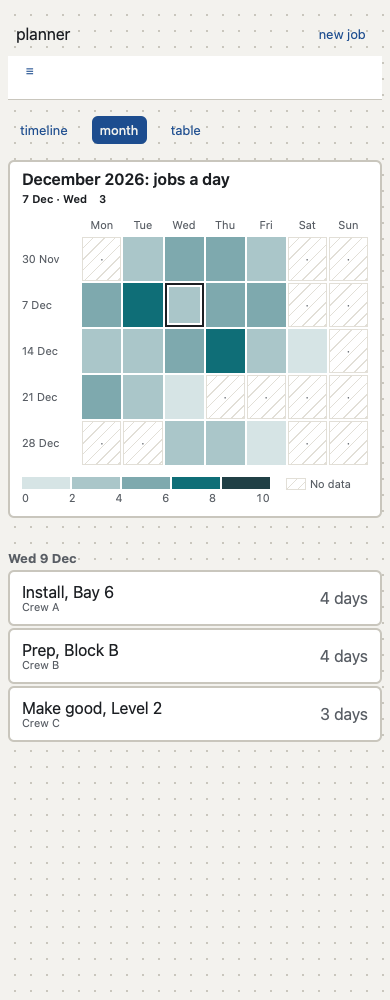 planner
new job
≡
timeline
month
table
December 2026: jobs a day
7 Dec · Wed 3
Mon Tue Wed Thu Fri Sat Sun
30 Nov
7 Dec
14 Dec
21 Dec
28 Dec
0 2 4 6 8 10
No data
Wed 9 Dec
Install, Bay 6
Crew A
4 days
Prep, Block B
Crew B
4 days
Make good, Level 2
Crew C
3 days